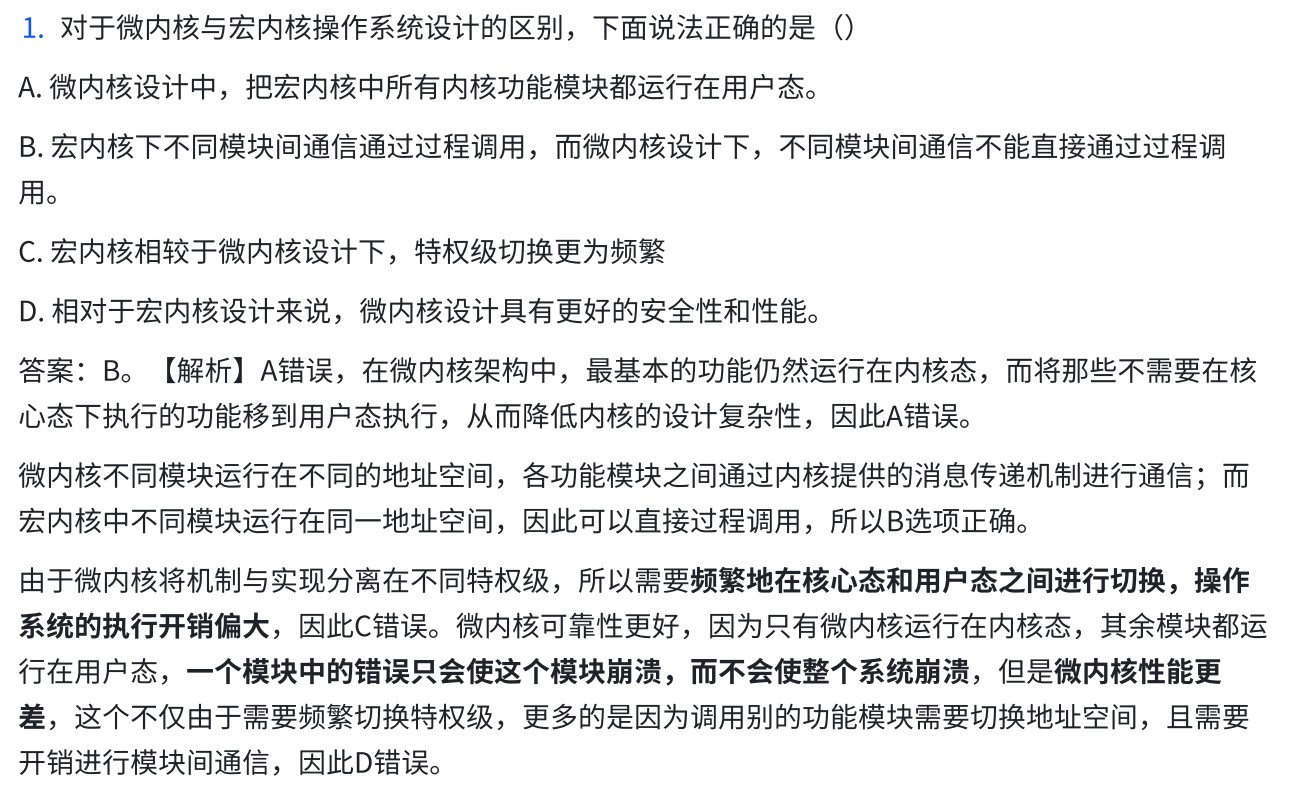 1. 对于微内核与宏内核操作系统设计的区别，下面说法正确的是（）
A. 微内核设计中，把宏内核中所有内核功能模块都运行在用户态。
B. 宏内核下不同模块间通信通过过程调用，而微内核设计下，不同模块间通信不能直接通过过程调
用。
C. 宏内核相较于微内核设计下，特权级切换更为频繁
D. 相对于宏内核设计来说，微内核设计具有更好的安全性和性能。
答案：B。【解析】A错误，在微内核架构中，最基本的功能仍然运行在内核态，而将那些不需要在核
心态下执行的功能移到用户态执行，从而降低内核的设计复杂性，因此A错误。
微内核不同模块运行在不同的地址空间，各功能模块之间通过内核提供的消息传递机制进行通信；而
宏内核中不同模块运行在同一地址空间，因此可以直接过程调用，所以B选项正确。
由于微内核将机制与实现分离在不同特权级，所以需要频繁地在核心态和用户态之间进行切换，操作
系统的执行开销偏大，因此C错误。微内核可靠性更好，因为只有微内核运行在内核态，其余模块都运
行在用户态，一个模块中的错误只会使这个模块崩溃，而不会使整个系统崩溃，但是微内核性能更
差，这个不仅由于需要频繁切换特权级，更多的是因为调用别的功能模块需要切换地址空间，且需要
开销进行模块间通信，因此D错误。